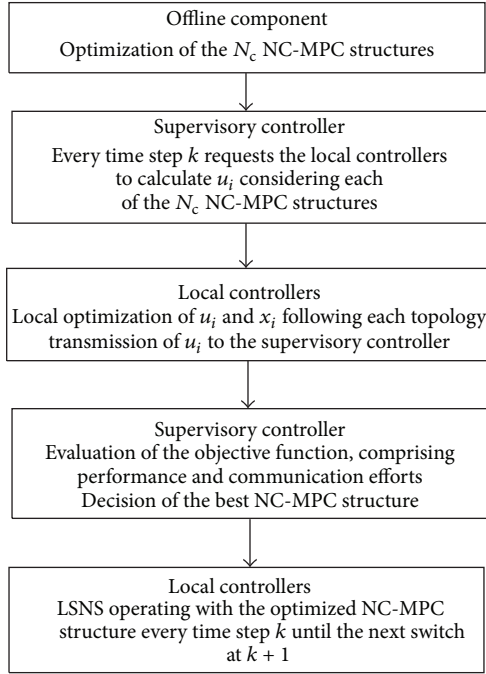 Offline component
Optimization of the N_c NC-MPC structures
Supervisory controller
Every time step k requests the local controllers
to calculate u_i considering each
of the N_c NC-MPC structures
Local controllers
Local optimization of u_i and x_i following each topology
transmission of u_i to the supervisory controller
Supervisory controller
Evaluation of the objective function, comprising
performance and communication efforts
Decision of the best NC-MPC structure
Local controllers
LSNS operating with the optimized NC-MPC
structure every time step k until the next switch
at k + 1